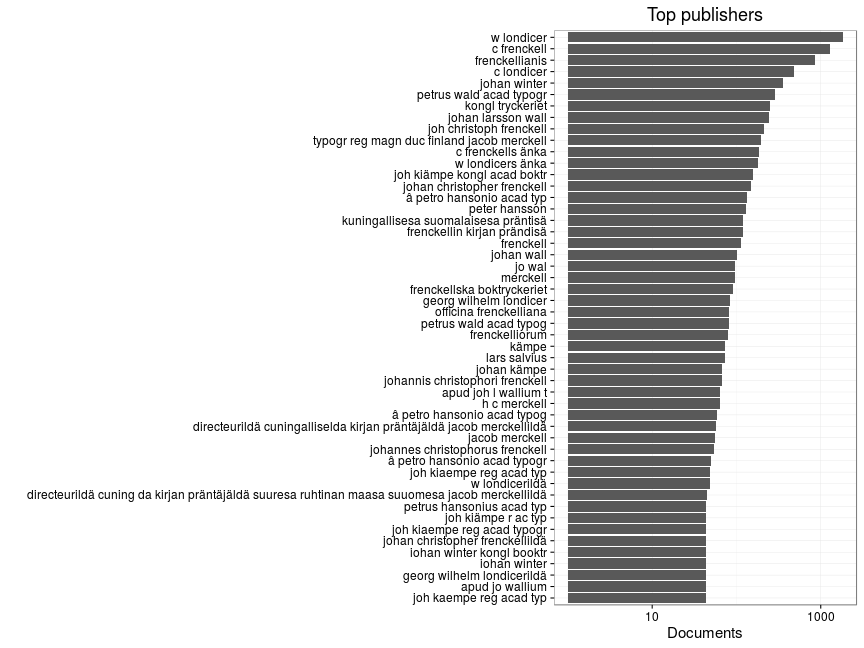 Top publishers
w londicer
c frenckell
frenckellianis
c londicer
johan winter
petrus wald acad typogr
kongl tryckeriet
johan larsson wall
joh christoph frenckell
typogr reg magn duc finland jacob merckell
c frenckells änka
w londicers änka
joh kiämpe kongl acad boktr
johan christopher frenckell
â petro hansonio acad typ
peter hansson
kuningallisesa suomalaisesa präntisä
frenckellin kirjan prändisä
frenckell
johan wall
jo wal
merckell
frenckellska boktryckeriet
georg wilhelm londicer
officina frenckelliana
petrus wald acad typog
frenckelliorum
kämpe
lars salvius
johan kämpe
johannis christophori frenckell
apud joh l wallium t
h c merckell
â petro hansonio acad typog
directeurildä cuningalliselda kirjan präntäjäldä jacob merckellildä
jacob merckell
johannes christophorus frenckell
â petro hansonio acad typogr
joh kiaempe reg acad typ
w londicerildä
directeurildä cuning da kirjan präntäjäldä suuresa ruhtinan maasa suuomesa jacob merckellildä
petrus hansonius acad typ
joh kiämpe r ac typ
joh kiaempe reg acad typogr
johan christopher frenckellildä
iohan winter kongl booktr
iohan winter
georg wilhelm londicerildä
apud jo wallium
joh kaempe reg acad typ
10 1000
Documents